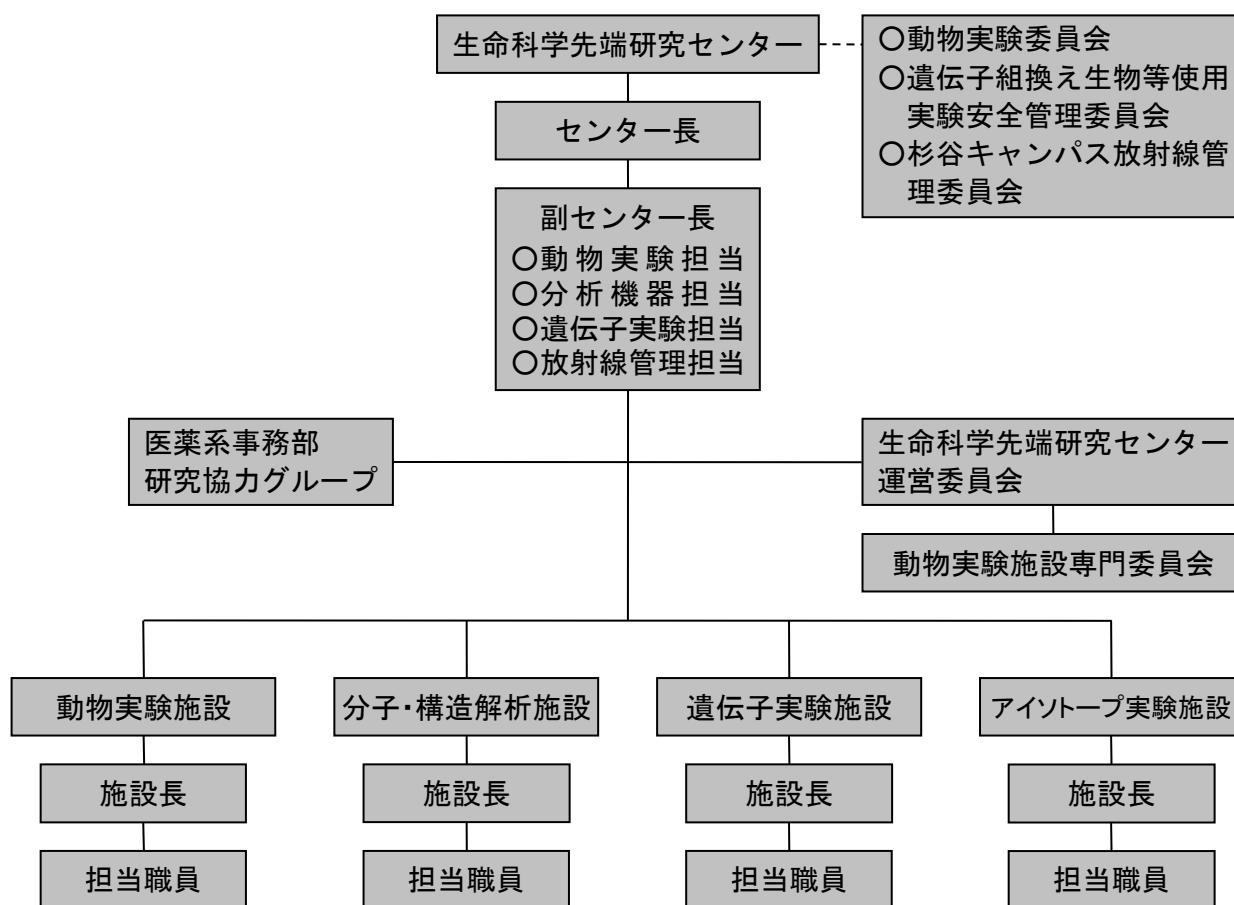 生命科学先端研究センター
〇動物実験委員会
〇遺伝子組換え生物等使用
実験安全管理委員会
〇杉谷キャンパス放射線管
理委員会
センター長
副センター長
〇動物実験担当
〇分析機器担当
〇遺伝子実験担当
〇放射線管理担当
医薬系事務部
研究協力グループ
生命科学先端研究センター
運営委員会
動物実験施設専門委員会
動物実験施設
分子・構造解析施設
遺伝子実験施設
アイソトープ実験施設
施設長
施設長
施設長
施設長
担当職員
担当職員
担当職員
担当職員